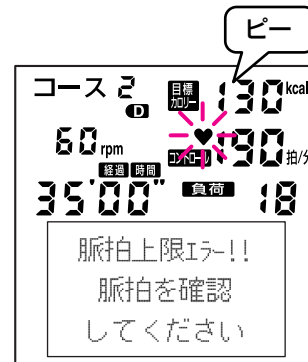 ピー
コース 2
D
目標カロリー 130 kcal
60 rpm
コントロール 190 拍/分
経過 時間
35'00"
負荷 18
脈拍上限エラー!!
脈拍を確認
してください